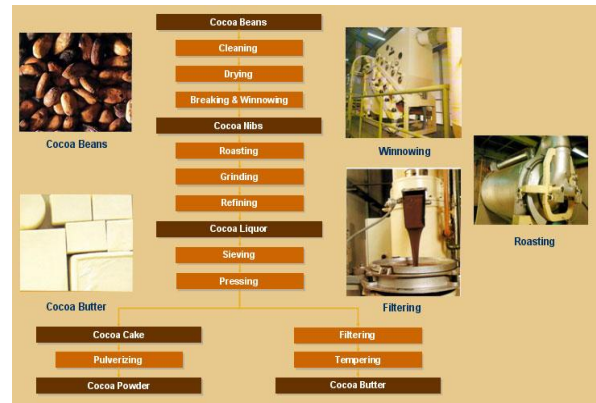 Cocoa Beans
Cleaning
Drying
Breaking & Winnowing
Cocoa Nibs
Roasting
Grinding
Refining
Cocoa Liquor
Sieving
Pressing
Cocoa Cake
Pulverizing
Cocoa Powder
Filtering
Tempering
Cocoa Butter
Cocoa Beans
Cocoa Butter
Winnowing
Filtering
Roasting